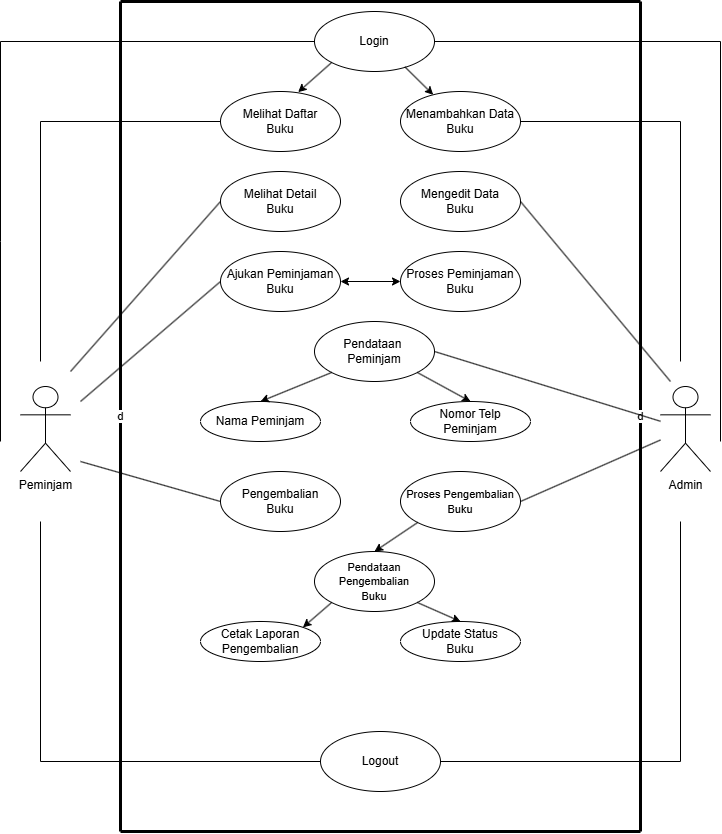 Login
Melihat Daftar
Buku
Menambahkan Data
Buku
Melihat Detail
Buku
Mengedit Data
Buku
Ajukan Peminjaman
Buku
Proses Peminjaman
Buku
Pendataan
Peminjam
Nama Peminjam
Nomor Telp
Peminjam
d
d
Peminjam
Admin
Pengembalian
Buku
Proses Pengembalian
Buku
Pendataan
Pengembalian
Buku
Cetak Laporan
Pengembalian
Update Status
Buku
Logout